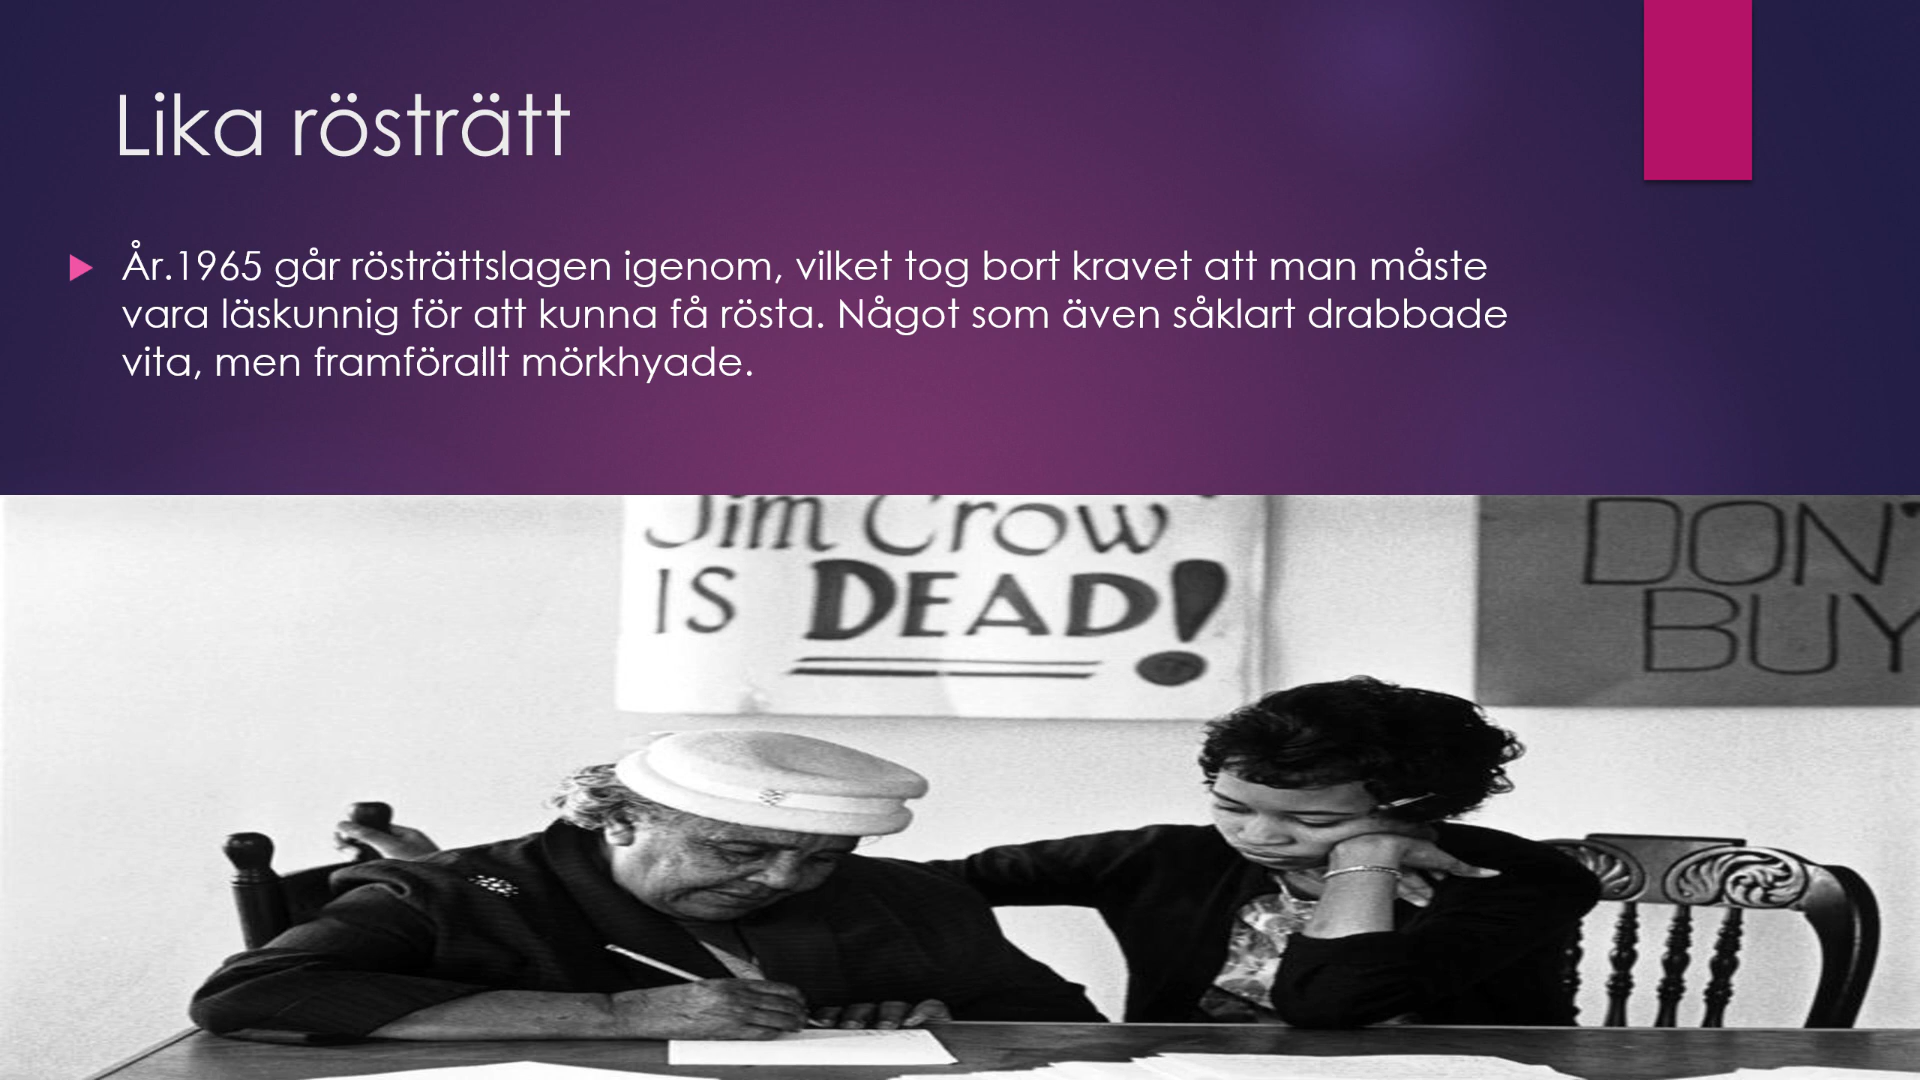 Lika rösträtt
År.1965 går rösträttslagen igenom, vilket tog bort kravet att man måste
vara läskunnig för att kunna få rösta. Något som även såklart drabbade
vita, men framförallt mörkhyade.
Jim Crow
IS DEAD!
DON'
BUY